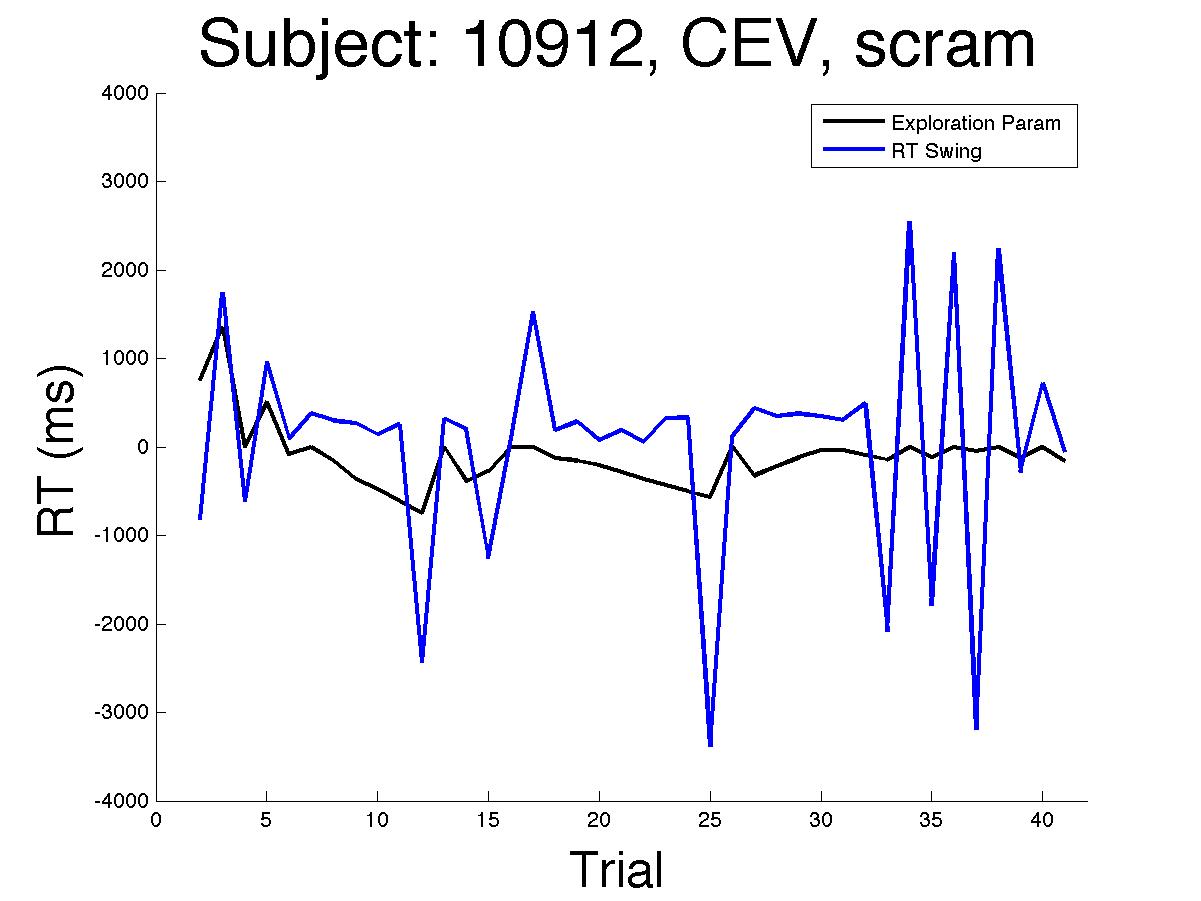 Subject: 10912, CEV, scram
4000
3000
2000
1000
0
-1000
-2000
-3000
-4000
RT (ms)
Exploration Param
RT Swing
0 5 10 15 20 25 30 35 40
Trial